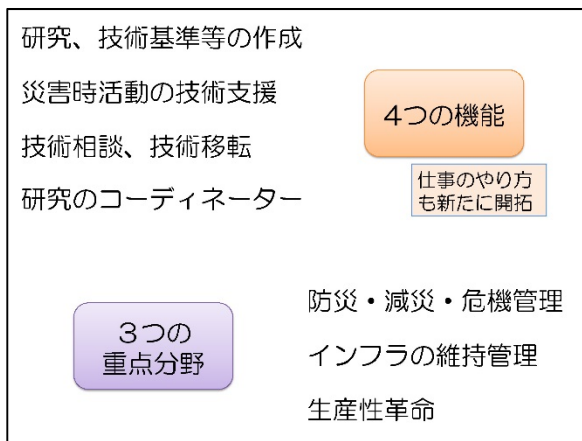 研究、技術基準等の作成
災害時活動の技術支援
技術相談、技術移転
研究のコーディネーター
4つの機能
仕事のやり方
も新たに開拓
3つの
重点分野
防災・減災・危機管理
インフラの維持管理
生産性革命